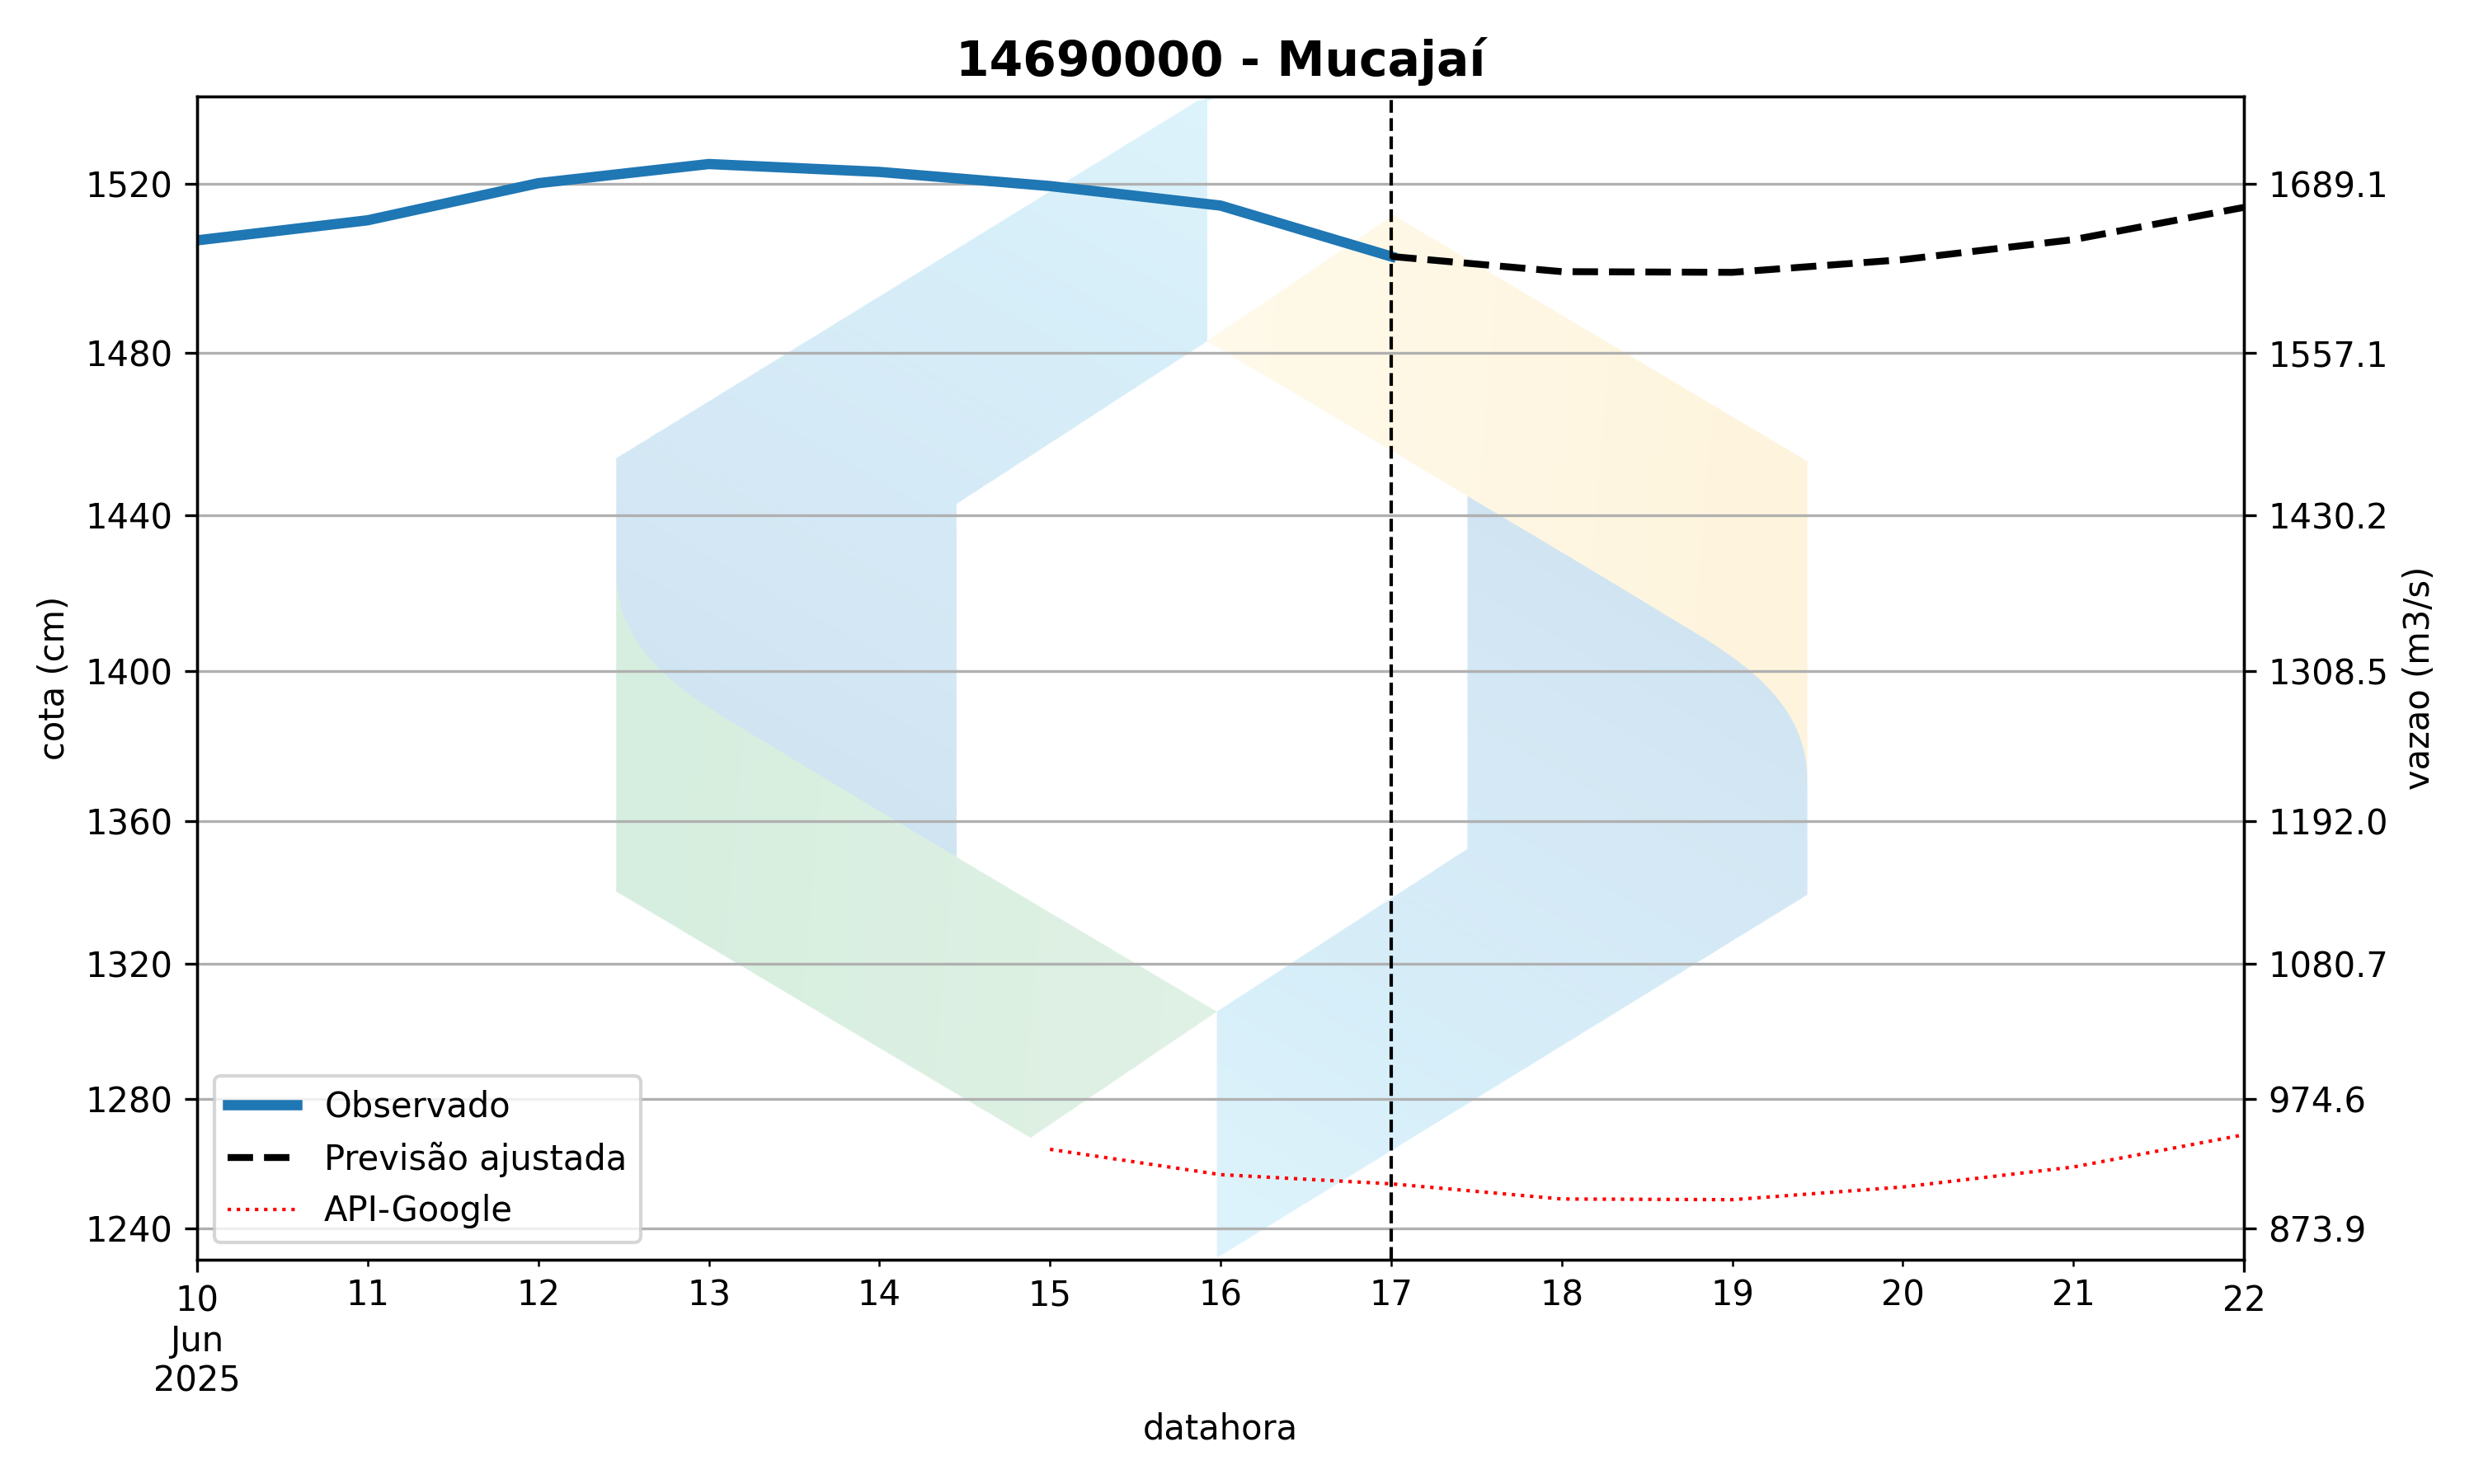 14690000 - Mucajaí
1520
1480
1440
1400
1360
1320
1280
1240
cota (cm)
1689.1
1557.1
1430.2
1308.5
1192.0
1080.7
974.6
873.9
vazao (m3/s)
Observado
Previsão ajustada
API-Google
10 11 12 13 14 15 16 17 18 19 20 21 22
Jun
2025
datahora